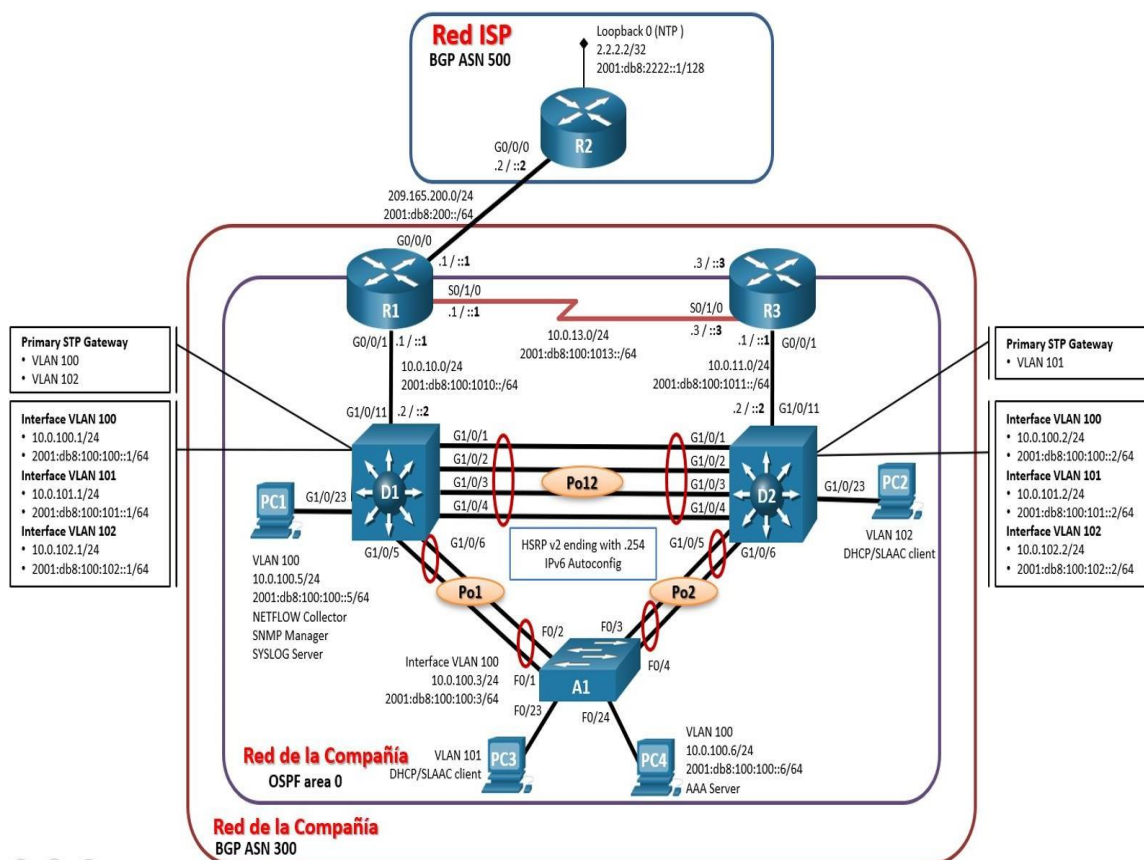 Red ISP
BGP ASN 500
Loopback 0 (NTP )
2.2.2.2/32
2001:db8:2222::1/128
R2
G0/0/0
.2 / ::2
209.165.200.0/24
2001:db8:200::/64
G0/0/0
.1 / ::1
R1
S0/1/0
.1 / ::1
G0/0/1
.1 / ::1
10.0.13.0/24
2001:db8:100:1013::/64
.3 / ::3
R3
S0/1/0
.3 / ::3
.1 / ::1
G0/0/1
10.0.10.0/24
2001:db8:100:1010::/64
10.0.11.0/24
2001:db8:100:1011::/64
G1/0/11
.2 / ::2
.2 / ::2
G1/0/11
Primary STP Gateway
• VLAN 100
• VLAN 102
Interface VLAN 100
• 10.0.100.1/24
• 2001:db8:100:100::1/64
Interface VLAN 101
• 10.0.101.1/24
• 2001:db8:100:101::1/64
Interface VLAN 102
• 10.0.102.1/24
• 2001:db8:100:102::1/64
Primary STP Gateway
• VLAN 101
Interface VLAN 100
• 10.0.100.2/24
• 2001:db8:100:100::2/64
Interface VLAN 101
• 10.0.101.2/24
• 2001:db8:100:101::2/64
Interface VLAN 102
• 10.0.102.2/24
• 2001:db8:100:102::2/64
D1
G1/0/1
G1/0/2
G1/0/3
G1/0/4
Po12
G1/0/1
G1/0/2
G1/0/3
G1/0/4
D2
PC1
G1/0/23
VLAN 100
10.0.100.5/24
2001:db8:100:100::5/64
NETFLOW Collector
SNMP Manager
SYSLOG Server
G1/0/23
PC2
VLAN 102
DHCP/SLAAC client
G1/0/5
G1/0/6
HSRP v2 ending with .254
IPv6 Autoconfig
G1/0/5
G1/0/6
Po1
Po2
F0/2
F0/3
F0/1
F0/4
Interface VLAN 100
10.0.100.3/24
2001:db8:100:100:3/64
A1
F0/23
F0/24
PC3
VLAN 101
DHCP/SLAAC client
PC4
VLAN 100
10.0.100.6/24
2001:db8:100:100::6/64
AAA Server
Red de la Compañía
OSPF area 0
Red de la Compañía
BGP ASN 300